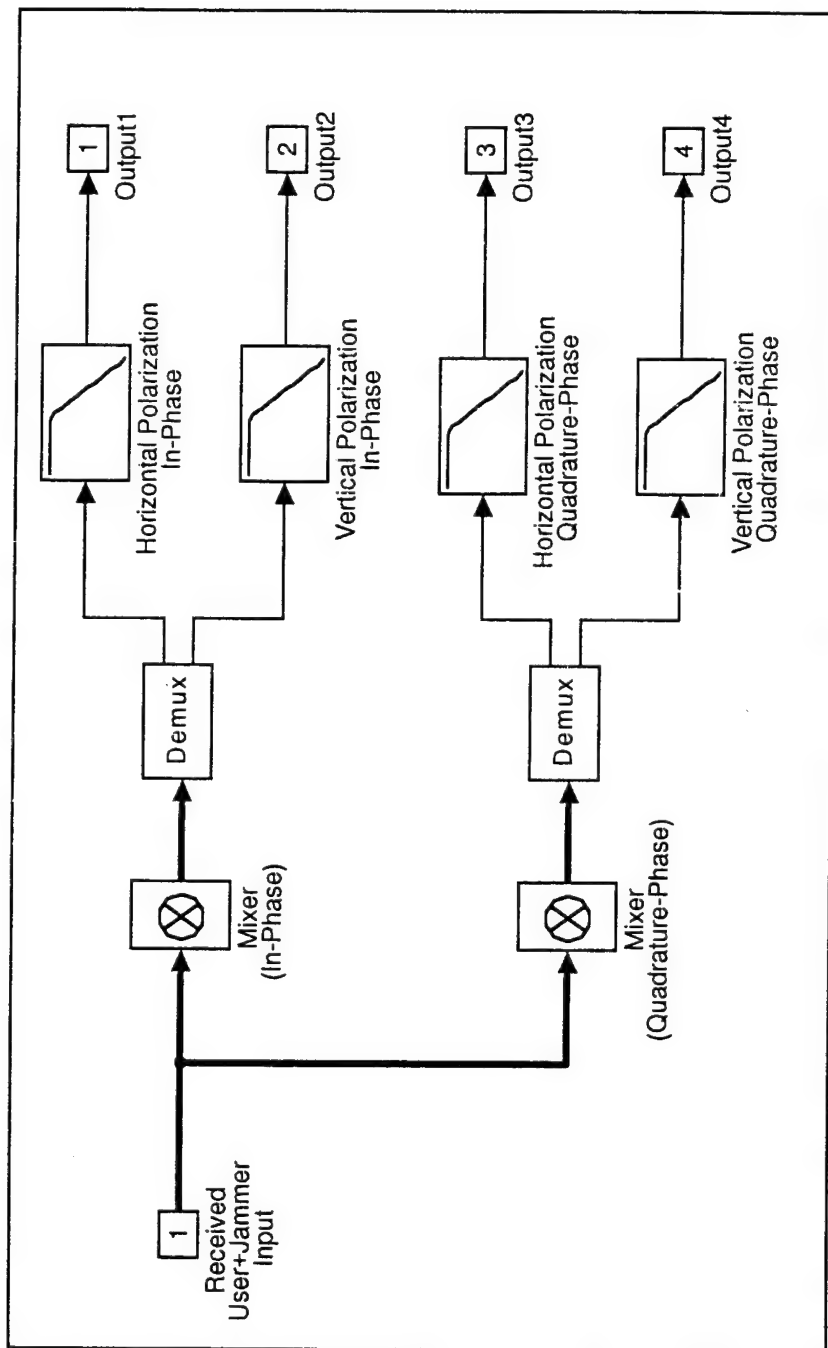 1
Received
User+Jammer
Input
Mixer
(In-Phase)
Mixer
(Quadrature-Phase)
Demux
Demux
Horizontal Polarization
In-Phase
Vertical Polarization
In-Phase
Horizontal Polarization
Quadrature-Phase
Vertical Polarization
Quadrature-Phase
1
Output1
2
Output2
3
Output3
4
Output4